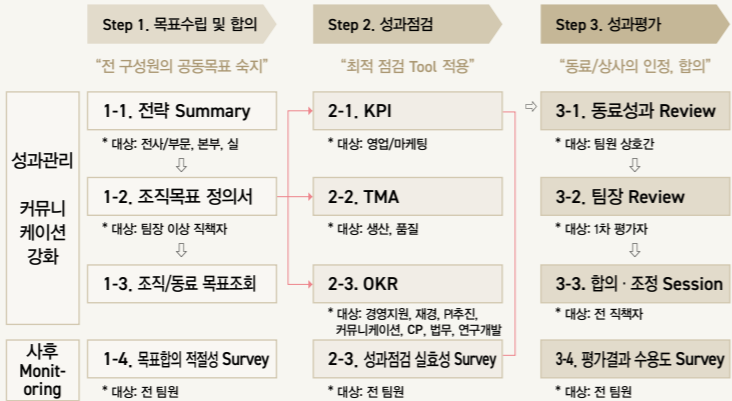 Step 1. 목표수립 및 합의
Step 2. 성과점검
Step 3. 성과평가
“전 구성원의 공동목표 숙지”
“최적 점검 Tool 적용”
“동료/상사의 인정, 합의”
성과관리
커뮤니
케이션
강화
1-1. 전략 Summary
* 대상: 전사/부문, 본부, 실
1-2. 조직목표 정의서
* 대상: 팀장 이상 직책자
1-3. 조직/동료 목표조회
2-1. KPI
* 대상: 영업/마케팅
2-2. TMA
* 대상: 생산, 품질
2-3. OKR
* 대상: 경영지원, 재경, PI추진,
커뮤니케이션, CP, 법무, 연구개발
3-1. 동료성과 Review
* 대상: 팀원 상호간
3-2. 팀장 Review
* 대상: 1차 평가자
3-3. 합의 · 조정 Session
* 대상: 전 직책자
사후
Monit-
oring
1-4. 목표합의 적절성 Survey
* 대상: 전 팀원
2-3. 성과점검 실효성 Survey
* 대상: 전 팀원
3-4. 평가결과 수용도 Survey
* 대상: 전 팀원